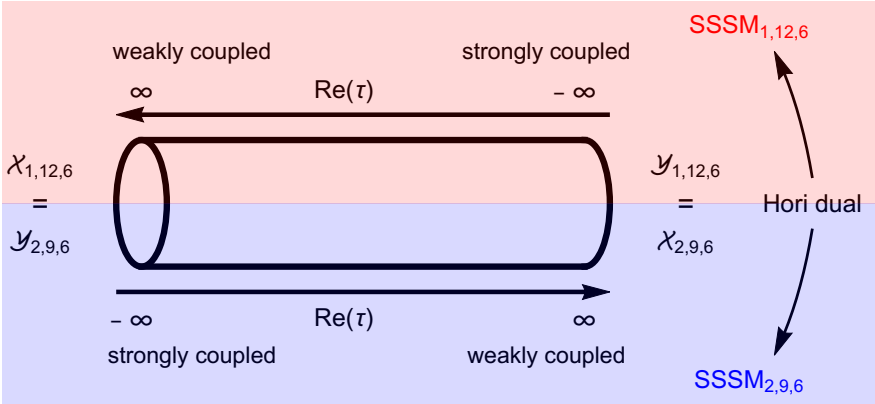 SSSM1,12,6
weakly coupled strongly coupled
∞ Re(τ) − ∞
𝒳1,12,6 𝒴1,12,6
= = Hori dual
𝒴2,9,6 𝒳2,9,6
− ∞ Re(τ) ∞
strongly coupled weakly coupled
SSSM2,9,6